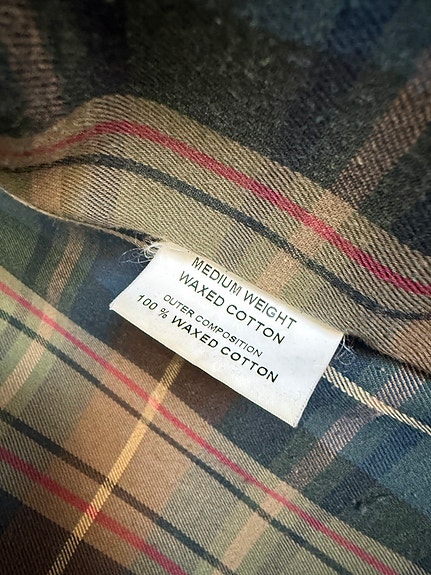 MEDIUM WEIGHT
WAXED COTTON
OUTER COMPOSITION
100 % WAXED COTTON